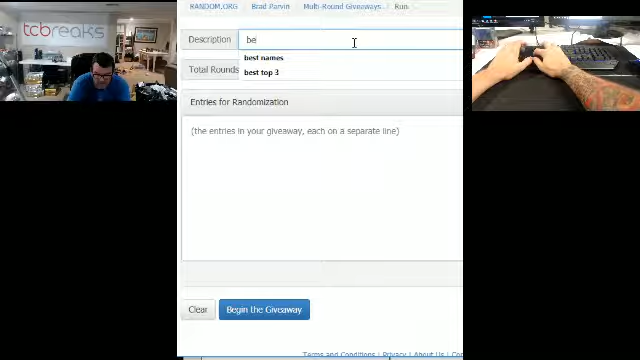 tcbreaks
RANDOM.ORG Brad Parvin Multi-Round Giveaways Run
Description be
best names
best top 3
Total Rounds
Entries for Randomization
(the entries in your giveaway, each on a separate line)
Clear Begin the Giveaway
Terms and Conditions | Privacy | About Us | Con